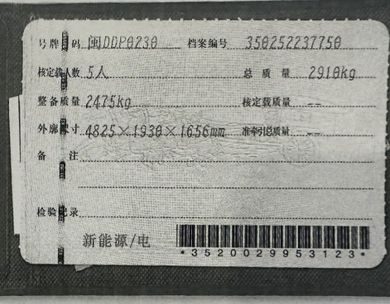 号牌号码 闽DDP0230 档案编号 350252237750
核定载人数 5人 总质量 2910kg
整备质量 2475kg 核定载质量 --
外廓尺寸 4825×1930×1656mm 准牵引总质量 --
备注
检验记录
新能源/电
*3520029953123*